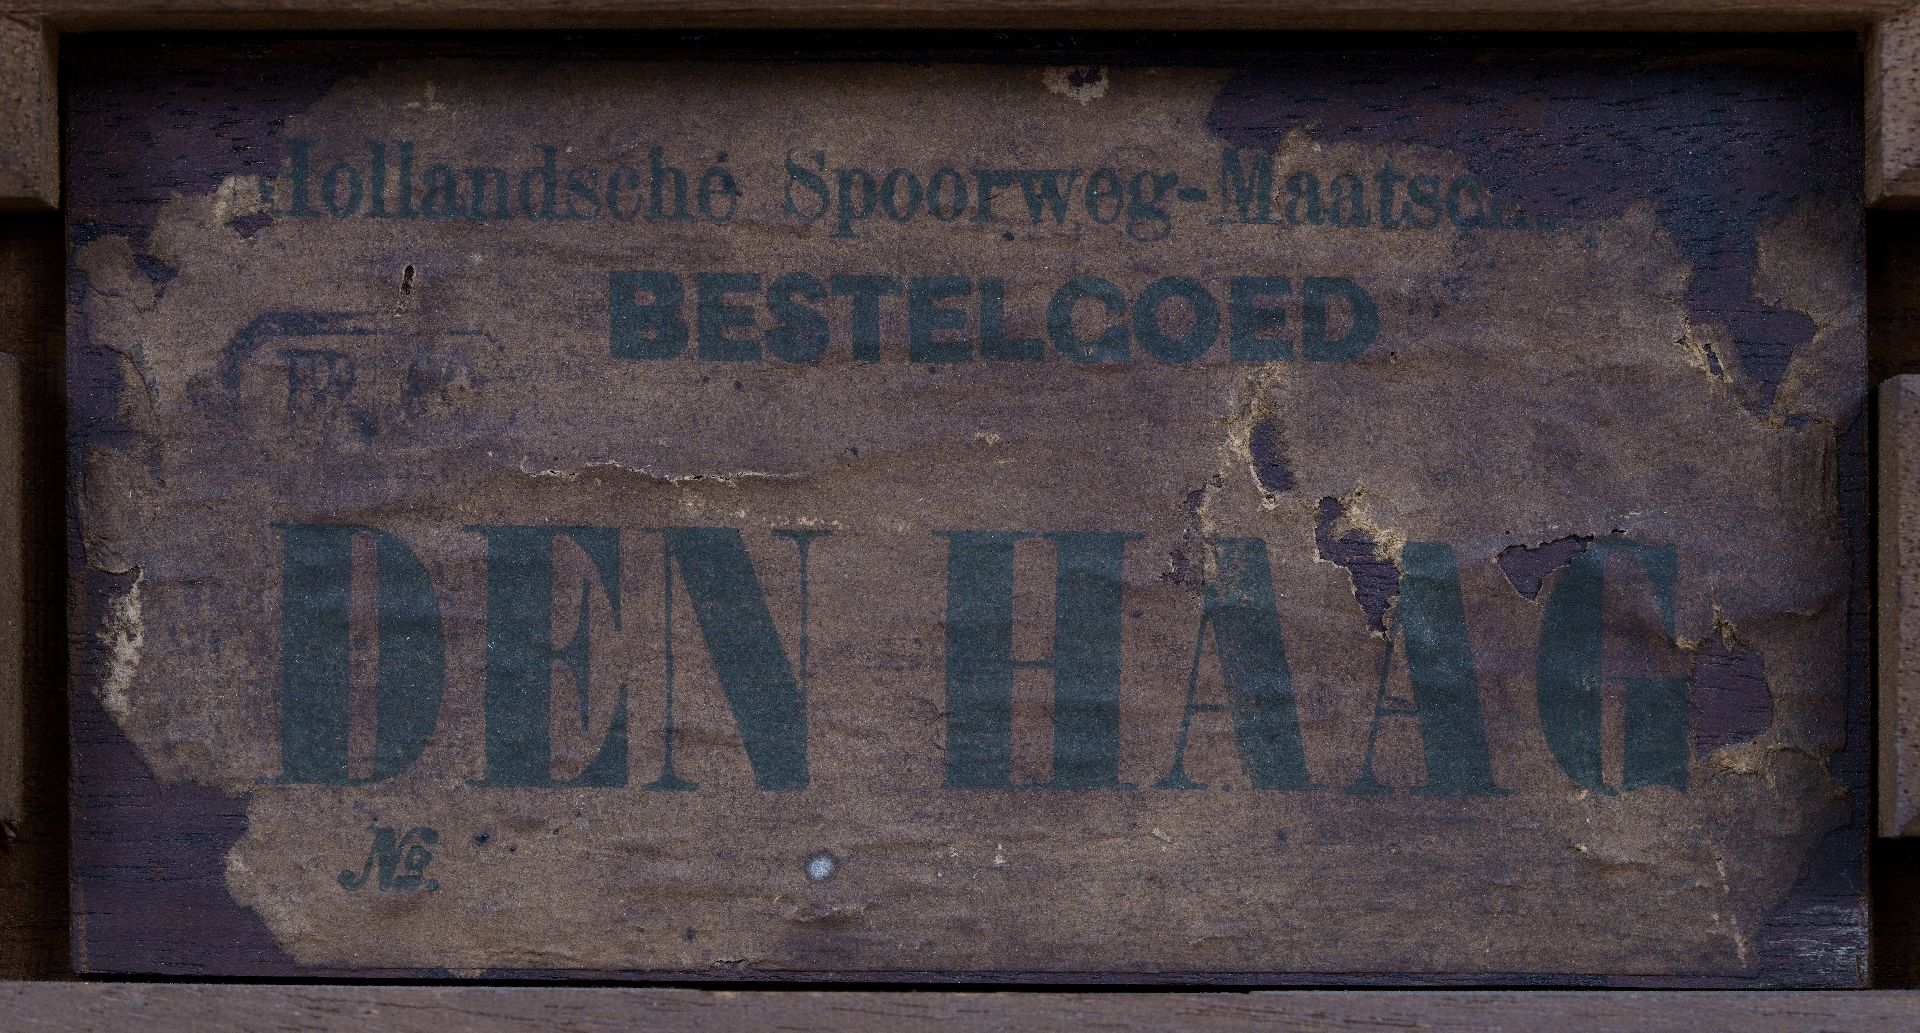 Hollandsche Spoorweg-Maatsch
BESTELGOED
DEN HAAG
No.